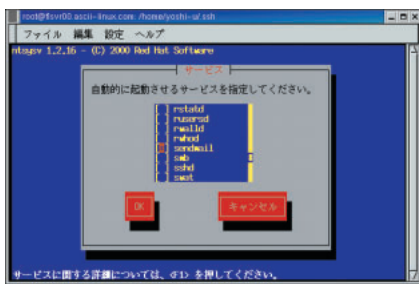 root@flsvr00.ascii-linux.com: /home/yoshi-u/.ssh
ファイル 編集 設定 ヘルプ
ntsysv 1.2.16 - (C) 2000 Red Hat Software
サービス
自動的に起動させるサービスを指定してください。
[ ] rstatd
[ ] rusersd
[ ] rwalld
[ ] rwhod
[*] sendmail
[ ] smb
[ ] sshd
[ ] swat
OK キャンセル
サービスに関する詳細については、<F1> を押してください。